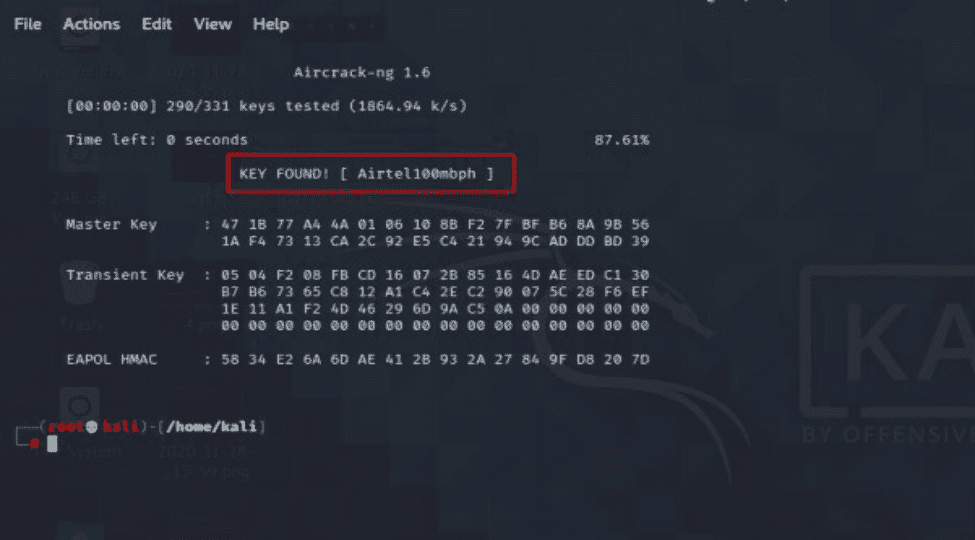 File Actions Edit View Help
Aircrack-ng 1.6
[00:00:00] 290/331 keys tested (1864.94 k/s)
Time left: 0 seconds 87.61%
KEY FOUND! [ Airtel100mbph ]
Master Key : 47 1B 77 A4 4A 01 06 10 8B F2 7F BF B6 8A 9B 56
1A F4 73 13 CA 2C 92 E5 C4 21 94 9C AD DD BD 39
Transient Key : 05 04 F2 08 FB CD 16 07 2B 85 16 4D AE ED C1 30
B7 B6 73 65 C8 12 A1 C4 2E C2 90 07 5C 28 F6 EF
1E 11 A1 F2 4D 46 29 6D 9A C5 0A 00 00 00 00 00
00 00 00 00 00 00 00 00 00 00 00 00 00 00 00 00
EAPOL HMAC : 58 34 E2 6A 6D AE 41 2B 93 2A 27 84 9F D8 20 7D
Trash
KA
BY OFFENSIV
(root kali)-[/home/kali]
#
System
2020-11-28-
_15-59.png